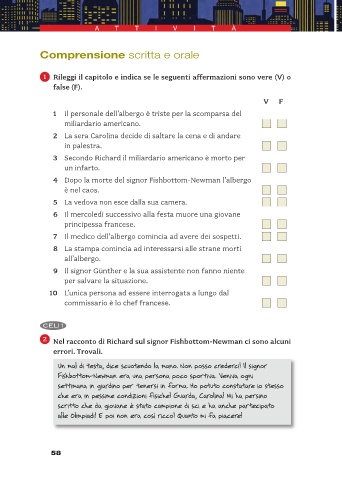 ATTIVITÀ
Comprensione scritta e orale
1 Rileggi il capitolo e indica se le seguenti affermazioni sono vere (V) o
false (F).
V F
1 Il personale dell'albergo è triste per la scomparsa del
miliardario americano.
2 La sera Carolina decide di saltare la cena e di andare
in palestra.
3 Secondo Richard il miliardario americano è morto per
un infarto.
4 Dopo la morte del signor Fishbottom-Newman l'albergo
è nel caos.
5 La vedova non esce dalla sua camera.
6 Il mercoledì successivo alla festa muore una giovane
principessa francese.
7 Il medico dell'albergo comincia ad avere dei sospetti.
8 La stampa comincia ad interessarsi alle strane morti
all'albergo.
9 Il signor Günther e la sua assistente non fanno niente
per salvare la situazione.
10 L'unica persona ad essere interrogata a lungo dal
commissario è lo chef francese.
CELI 1
2 Nel racconto di Richard sul signor Fishbottom-Newman ci sono alcuni
errori. Trovali.
Un mal di testa, dice scuotendo la mano. Non posso crederci! Il signor
Fishbottom-Newman era una persona poco sportiva. Veniva ogni
settimana in giardino per tenersi in forma. Ho potuto constatare io stesso
che era in pessime condizioni fisiche! Guarda, Carolina! Mi ha persino
scritto che da giovane è stato campione di sci e ha anche partecipato
alle Olimpiadi! E poi non era così ricco! Quanto mi fa piacere!
58